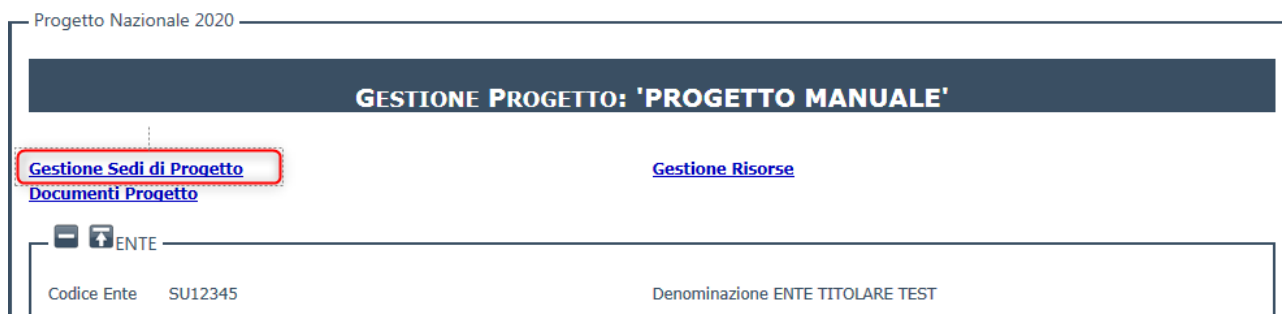 Progetto Nazionale 2020
GESTIONE PROGETTO: 'PROGETTO MANUALE'
Gestione Sedi di Progetto
Gestione Risorse
Documenti Progetto
ENTE
Codice Ente SU12345
Denominazione ENTE TITOLARE TEST